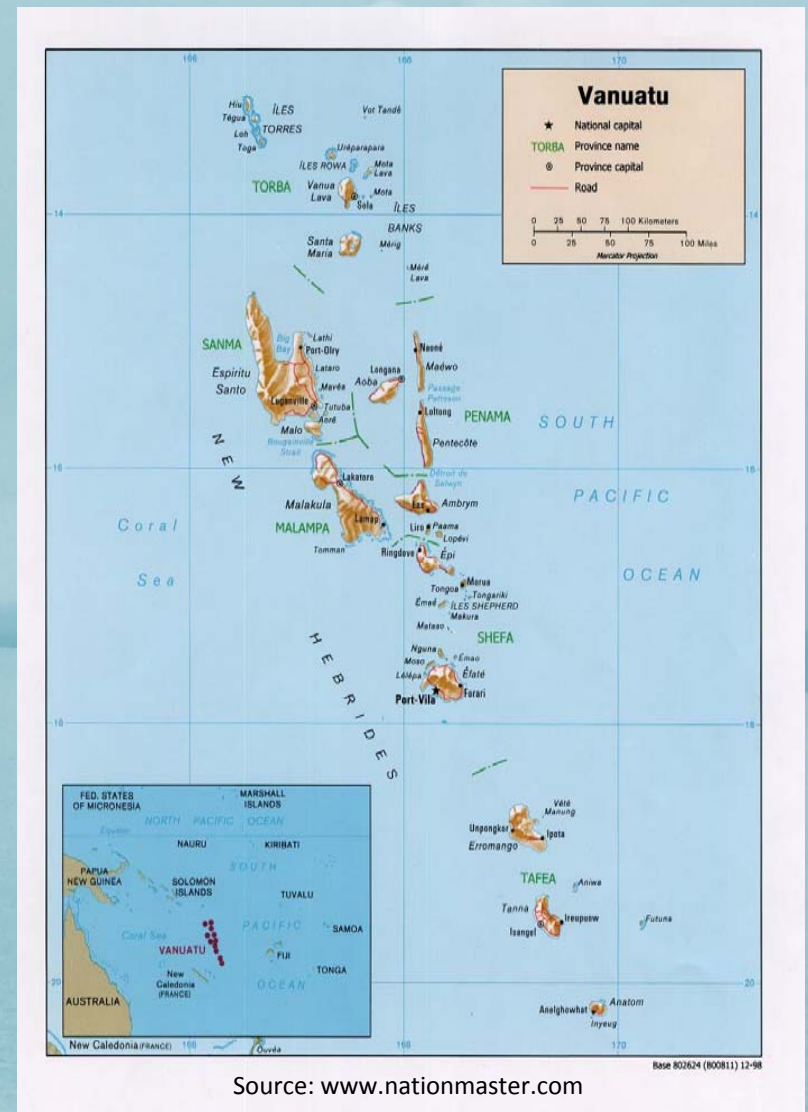 166
168
170
Vanuatu
National capital
TORBA Province name
Province capital
Road
0 25 50 75 100 Kilometers
0 25 50 75 100 Miles
Mercator Projection
Hiu
ÎLES
Tégua
TORRES
Loh
Toga
Vot Tandé
Uréparapara
ÎLES ROWA
Mota
Lava
TORBA
Vanua
Lava
Mota
Sola
ÎLES
14
14
BANKS
Santa
Maria
Mérig
Méré
Lava
SANMA
Big
Bay
Lathi
Port-Olry
Naoné
Espiritu
Santo
Lataro
Longana
Aoba
Maéwo
Mavéa
Passage
Patteson
Luganville
Tutuba
Aoré
Loltong
PENAMA
SOUTH
Malo
Bougainville
Strait
Pentecôte
NEW
16
Lakatoro
Détroit de
Selwyn
PACIFIC
Malakula
Ambrym
Coral
MALAMPA
Lamap
Liro
Paama
Lopévi
Tomman
Ringdove
Épi
OCEAN
Sea
Morua
Tongoa
Tongariki
Émaé
ÎLES SHEPHERD
Makura
Mataso
SHEFA
HEBRIDES
Nguna
Émao
Moso
Lélépa
Éfaté
Port-Vila
Forari
18
Vété
Manung
Unpongkor
Ipota
Erromango
TAFEA
Aniwa
Tanna
Isangel
Futuna
20
20
Anatom
Anelghowhat
Inyeug
FED. STATES
OF MICRONESIA
MARSHALL
ISLANDS
NORTH PACIFIC OCEAN
Equator
NAURU
KIRIBATI
PAPUA
NEW GUINEA
SOLOMON
ISLANDS
SOUTH
TUVALU
Coral Sea
PACIFIC
SAMOA
VANUATU
FIJI
New
Caledonia
(FRANCE)
TONGA
OCEAN
AUSTRALIA
New Caledonia (FRANCE)
166
Ouvéa
168
170
Base 802624 (B00811) 12-98
Source: www.nationmaster.com